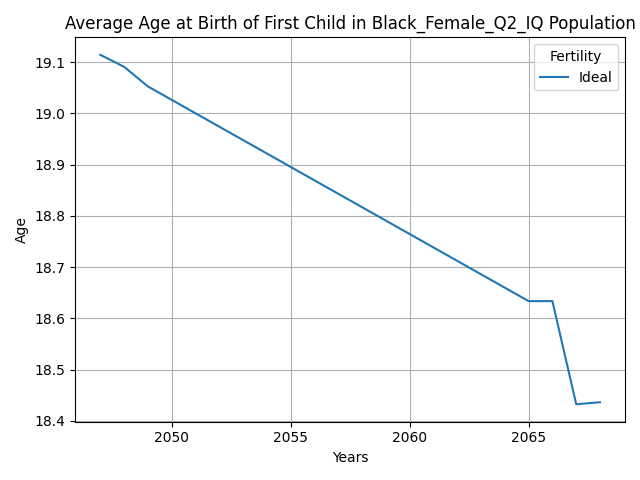 Average Age at Birth of First Child in Black_Female_Q2_IQ Population
Fertility
Ideal
19.1
19.0
18.9
18.8
18.7
18.6
18.5
18.4
Age
2050 2055 2060 2065
Years